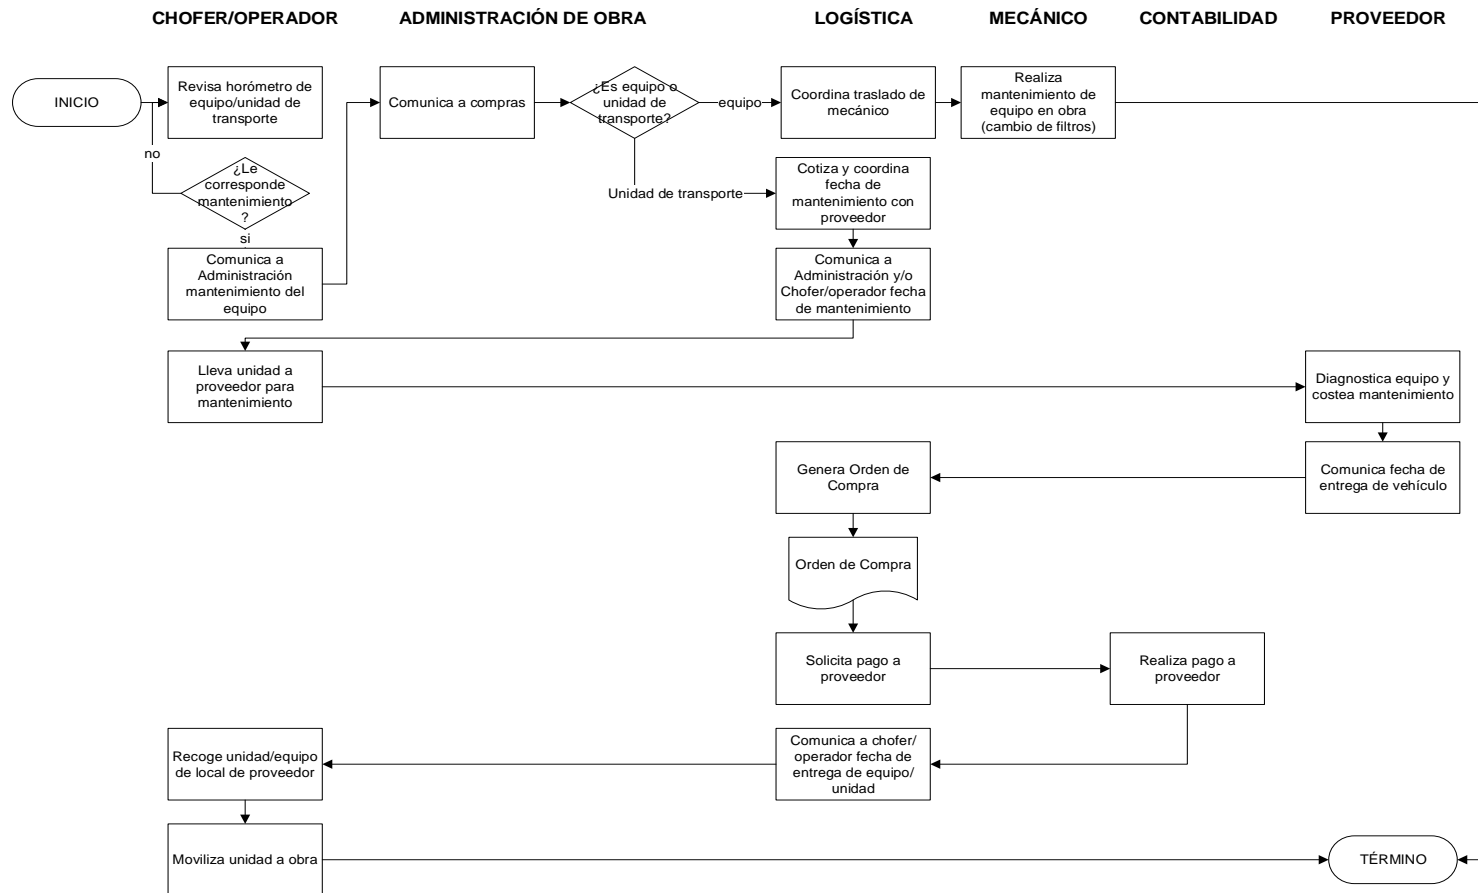 CHOFER/OPERADOR
ADMINISTRACIÓN DE OBRA
LOGÍSTICA
MECÁNICO
CONTABILIDAD
PROVEEDOR
INICIO
Revisa horómetro de
equipo/unidad de
transporte
Comunica a compras
¿Es equipo o
unidad de
transporte?
equipo
Coordina traslado de
mecánico
Realiza
mantenimiento de
equipo en obra
(cambio de filtros)
no
¿Le
corresponde
mantenimiento
?
si
Unidad de transporte
Cotiza y coordina
fecha de
mantenimiento con
proveedor
Comunica a
Administración
mantenimiento del
equipo
Comunica a
Administración y/o
Chofer/operador fecha
de mantenimiento
Lleva unidad a
proveedor para
mantenimiento
Diagnostica equipo y
costea mantenimiento
Genera Orden de
Compra
Comunica fecha de
entrega de vehículo
Orden de Compra
Solicita pago a
proveedor
Realiza pago a
proveedor
Recoge unidad/equipo
de local de proveedor
Comunica a chofer/
operador fecha de
entrega de equipo/
unidad
Moviliza unidad a obra
TÉRMINO